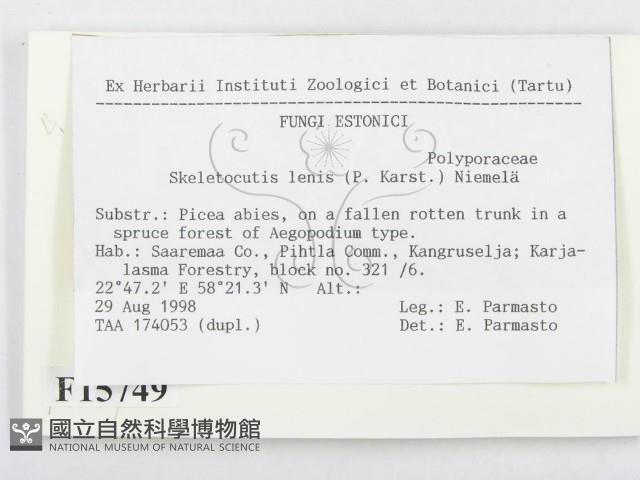 Ex Herbarii Instituti Zoologici et Botanici (Tartu)
FUNGI ESTONICI
Polyporaceae
Skeletocutis lenis (P. Karst.) Niemelä
Substr.: Picea abies, on a fallen rotten trunk in a
spruce forest of Aegopodium type.
Hab.: Saaremaa Co., Pihtla Comm., Kangruselja; Karja-
lasma Forestry, block no. 321 /6.
22°47.2' E 58°21.3' N Alt.:
29 Aug 1998 Leg.: E. Parmasto
TAA 174053 (dupl.) Det.: E. Parmasto
F15749
國立自然科學博物館
NATIONAL MUSEUM OF NATURAL SCIENCE